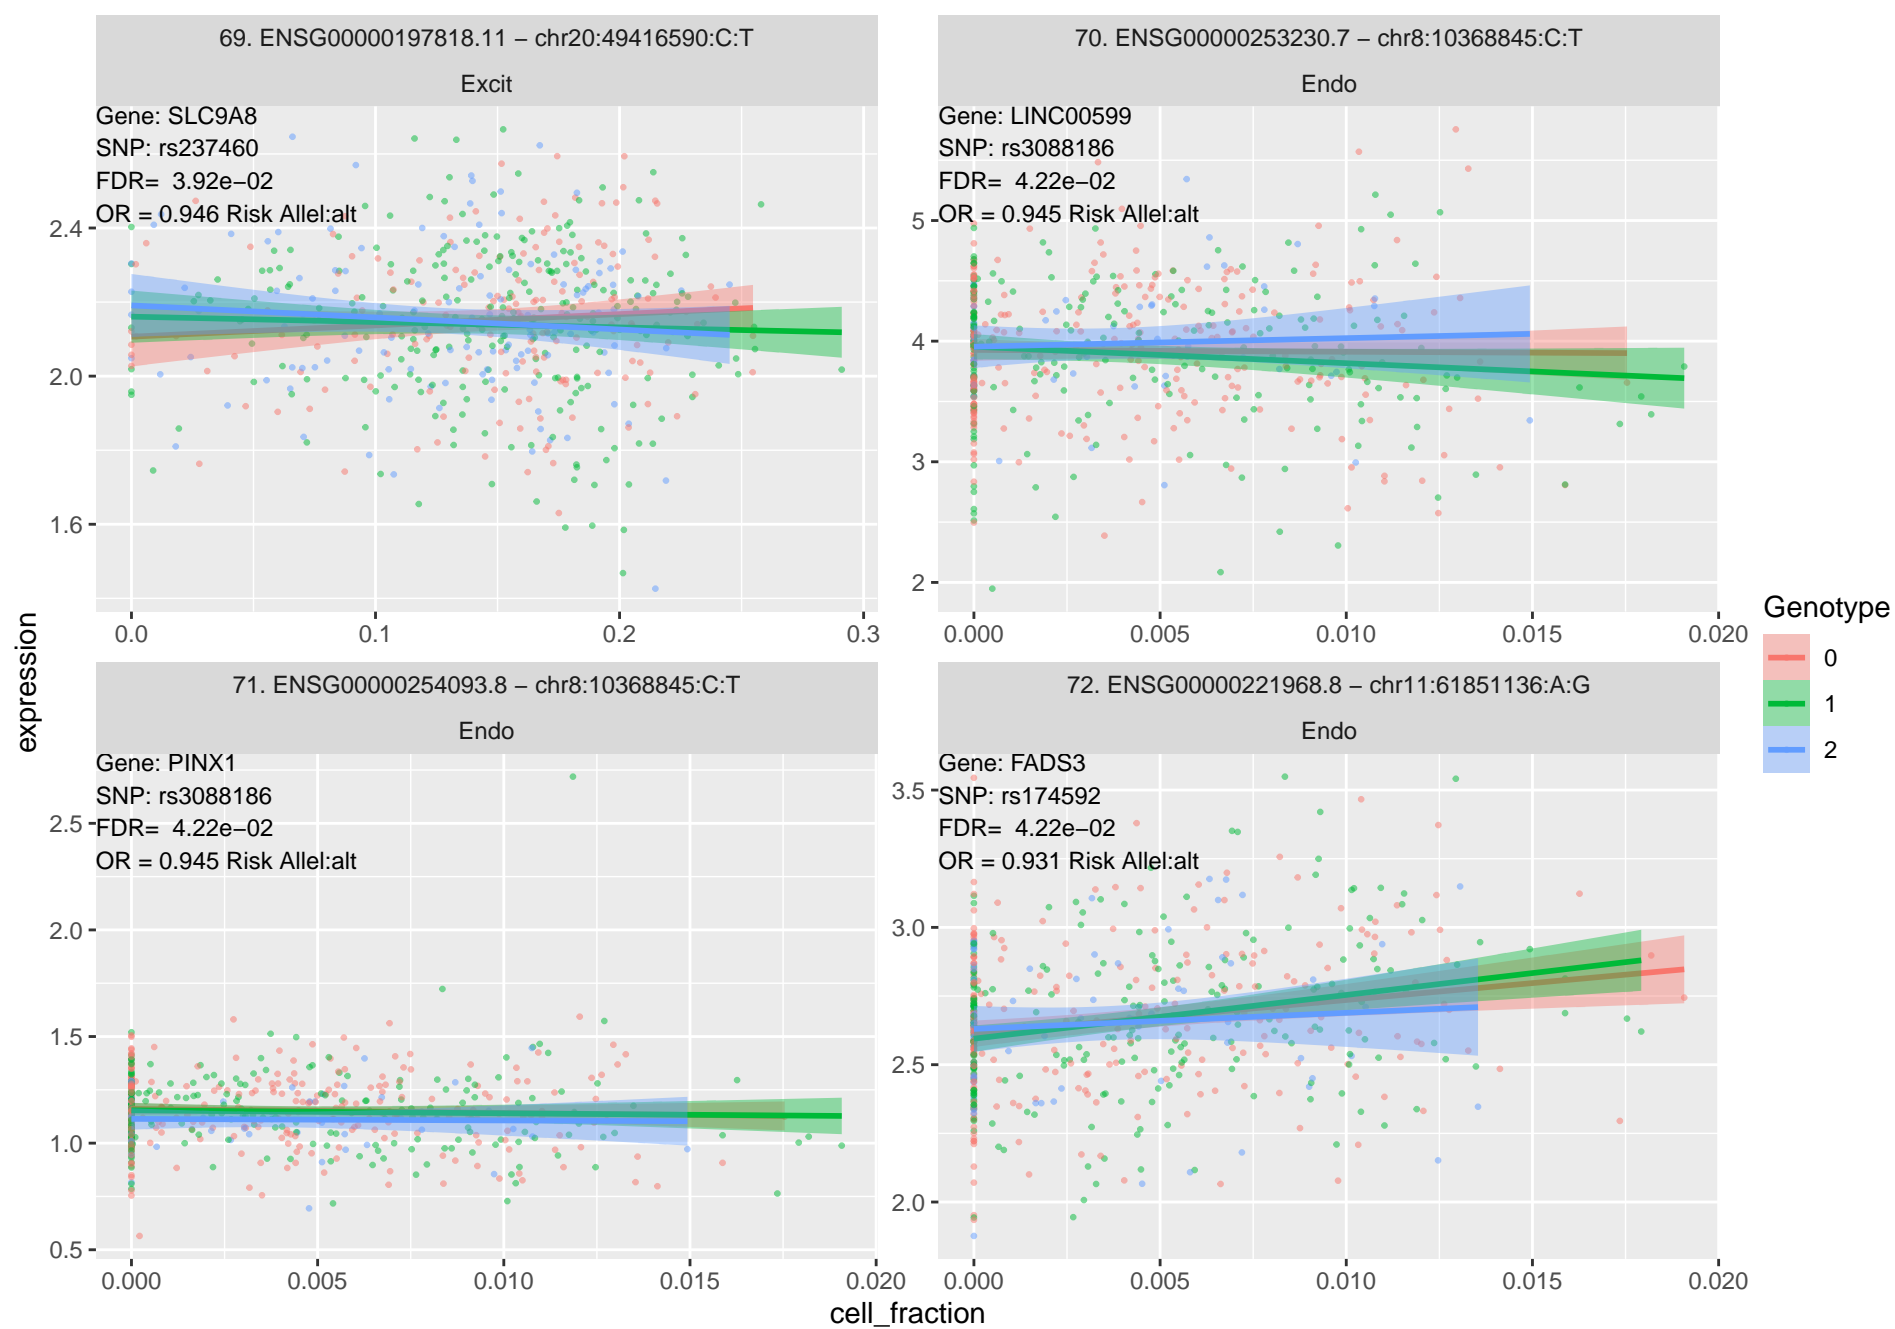 69. ENSG00000197818.11 − chr20:49416590:C:T
Excit
Gene: SLC9A8
SNP: rs237460
FDR= 3.92e−02
OR = 0.946 Risk Allel:alt
2.4
2.0
1.6
0.0 0.1 0.2 0.3
70. ENSG00000253230.7 − chr8:10368845:C:T
Endo
Gene: LINC00599
SNP: rs3088186
FDR= 4.22e−02
OR = 0.945 Risk Allel:alt
5
4
3
2
0.000 0.005 0.010 0.015 0.020
71. ENSG00000254093.8 − chr8:10368845:C:T
Endo
Gene: PINX1
SNP: rs3088186
FDR= 4.22e−02
OR = 0.945 Risk Allel:alt
2.5
2.0
1.5
1.0
0.5
0.000 0.005 0.010 0.015 0.020
72. ENSG00000221968.8 − chr11:61851136:A:G
Endo
Gene: FADS3
SNP: rs174592
FDR= 4.22e−02
OR = 0.931 Risk Allel:alt
3.5
3.0
2.5
2.0
0.000 0.005 0.010 0.015 0.020
expression
cell_fraction
Genotype
0
1
2